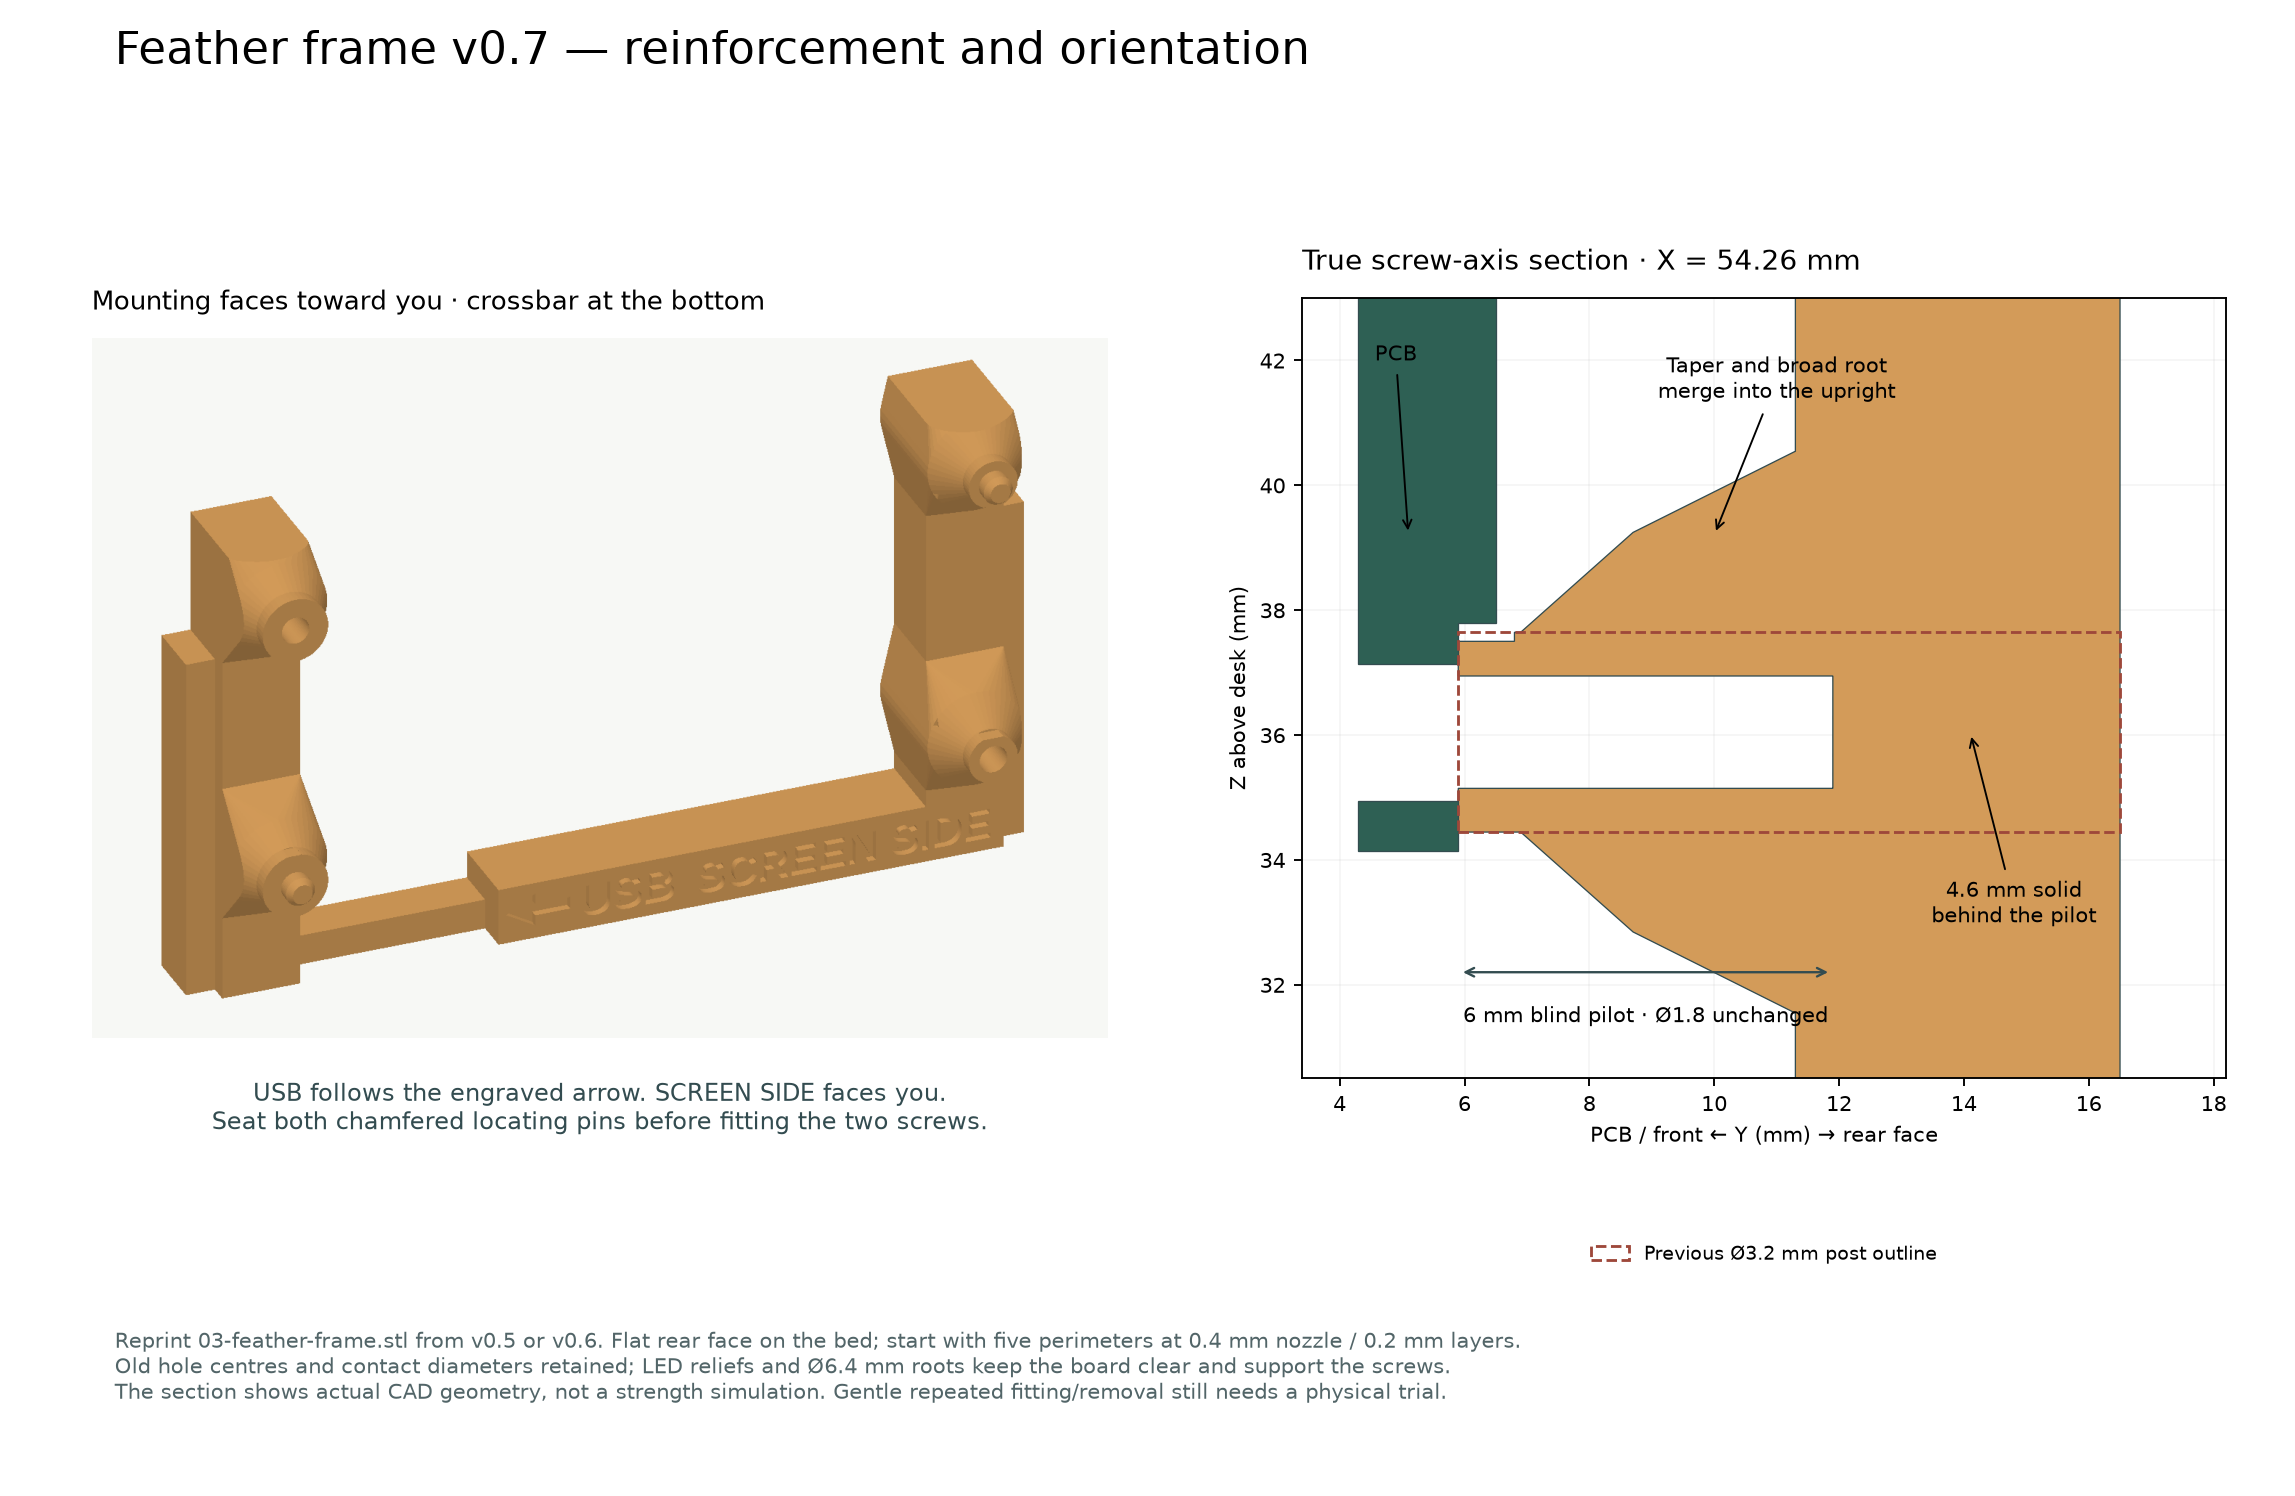 Feather frame v0.7 — reinforcement and orientation
Mounting faces toward you · crossbar at the bottom
← USB SCREEN SIDE
USB follows the engraved arrow. SCREEN SIDE faces you.
Seat both chamfered locating pins before fitting the two screws.
True screw-axis section · X = 54.26 mm
PCB
Taper and broad root
merge into the upright
4.6 mm solid
behind the pilot
6 mm blind pilot · Ø1.8 unchanged
Z above desk (mm)
42
40
38
36
34
32
4 6 8 10 12 14 16 18
PCB / front ← Y (mm) → rear face
Previous Ø3.2 mm post outline
Reprint 03-feather-frame.stl from v0.5 or v0.6. Flat rear face on the bed; start with five perimeters at 0.4 mm nozzle / 0.2 mm layers.
Old hole centres and contact diameters retained; LED reliefs and Ø6.4 mm roots keep the board clear and support the screws.
The section shows actual CAD geometry, not a strength simulation. Gentle repeated fitting/removal still needs a physical trial.